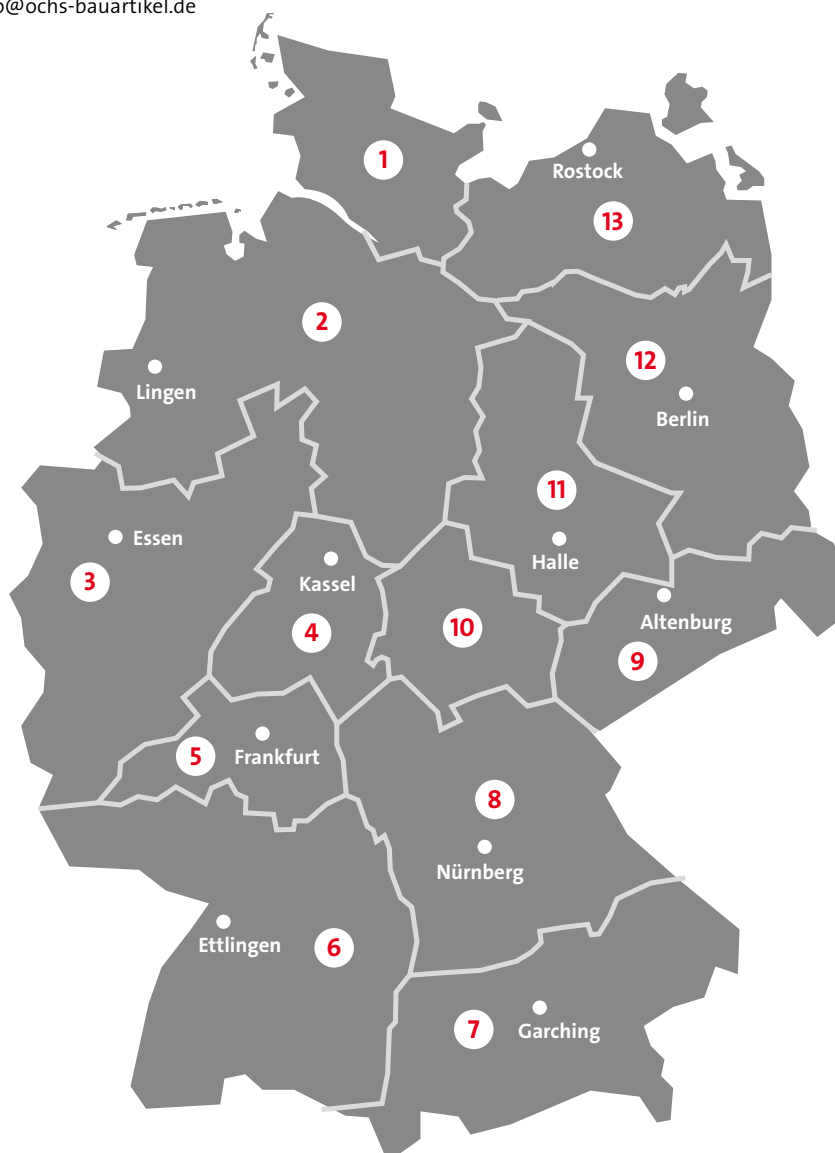 o@ochs-bauartikel.de
1
Rostock
13
2
12
Lingen
Berlin
11
Essen
Halle
3
Kassel
4
10
Altenburg
9
5
Frankfurt
8
Nürnberg
Ettlingen
6
7
Garching